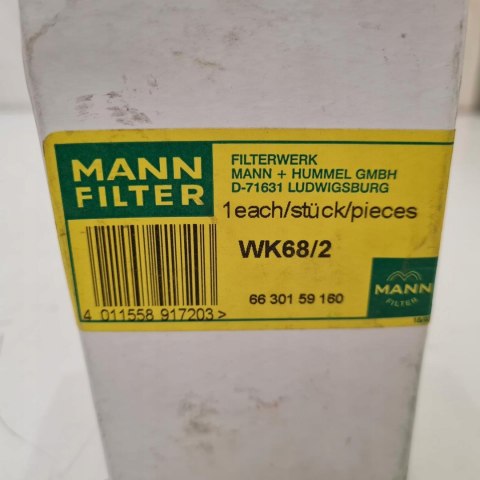 MANN
FILTER
FILTERWERK
MANN + HUMMEL GMBH
D-71631 LUDWIGSBURG
1each/stück/pieces
WK68/2
66 301 59 160
4 011558 917203 >
MANN
FILTER